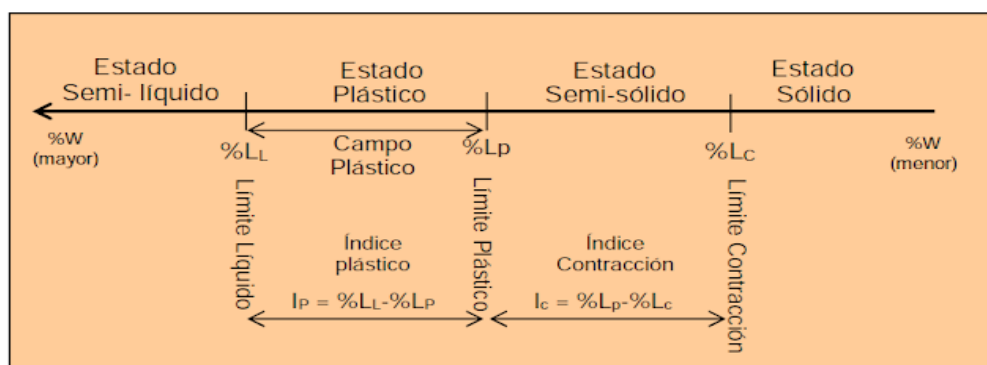 Estado
Semi- líquido
Estado
Plástico
Estado
Semi-sólido
Estado
Sólido
%W
(mayor)
%LL
Campo
Plástico
%Lp
%Lc
%W
(menor)
Límite Líquido
Índice
plástico
IP = %LL-%LP
Límite Plástico
Índice
Contracción
Ic = %Lp-%Lc
Límite Contracción